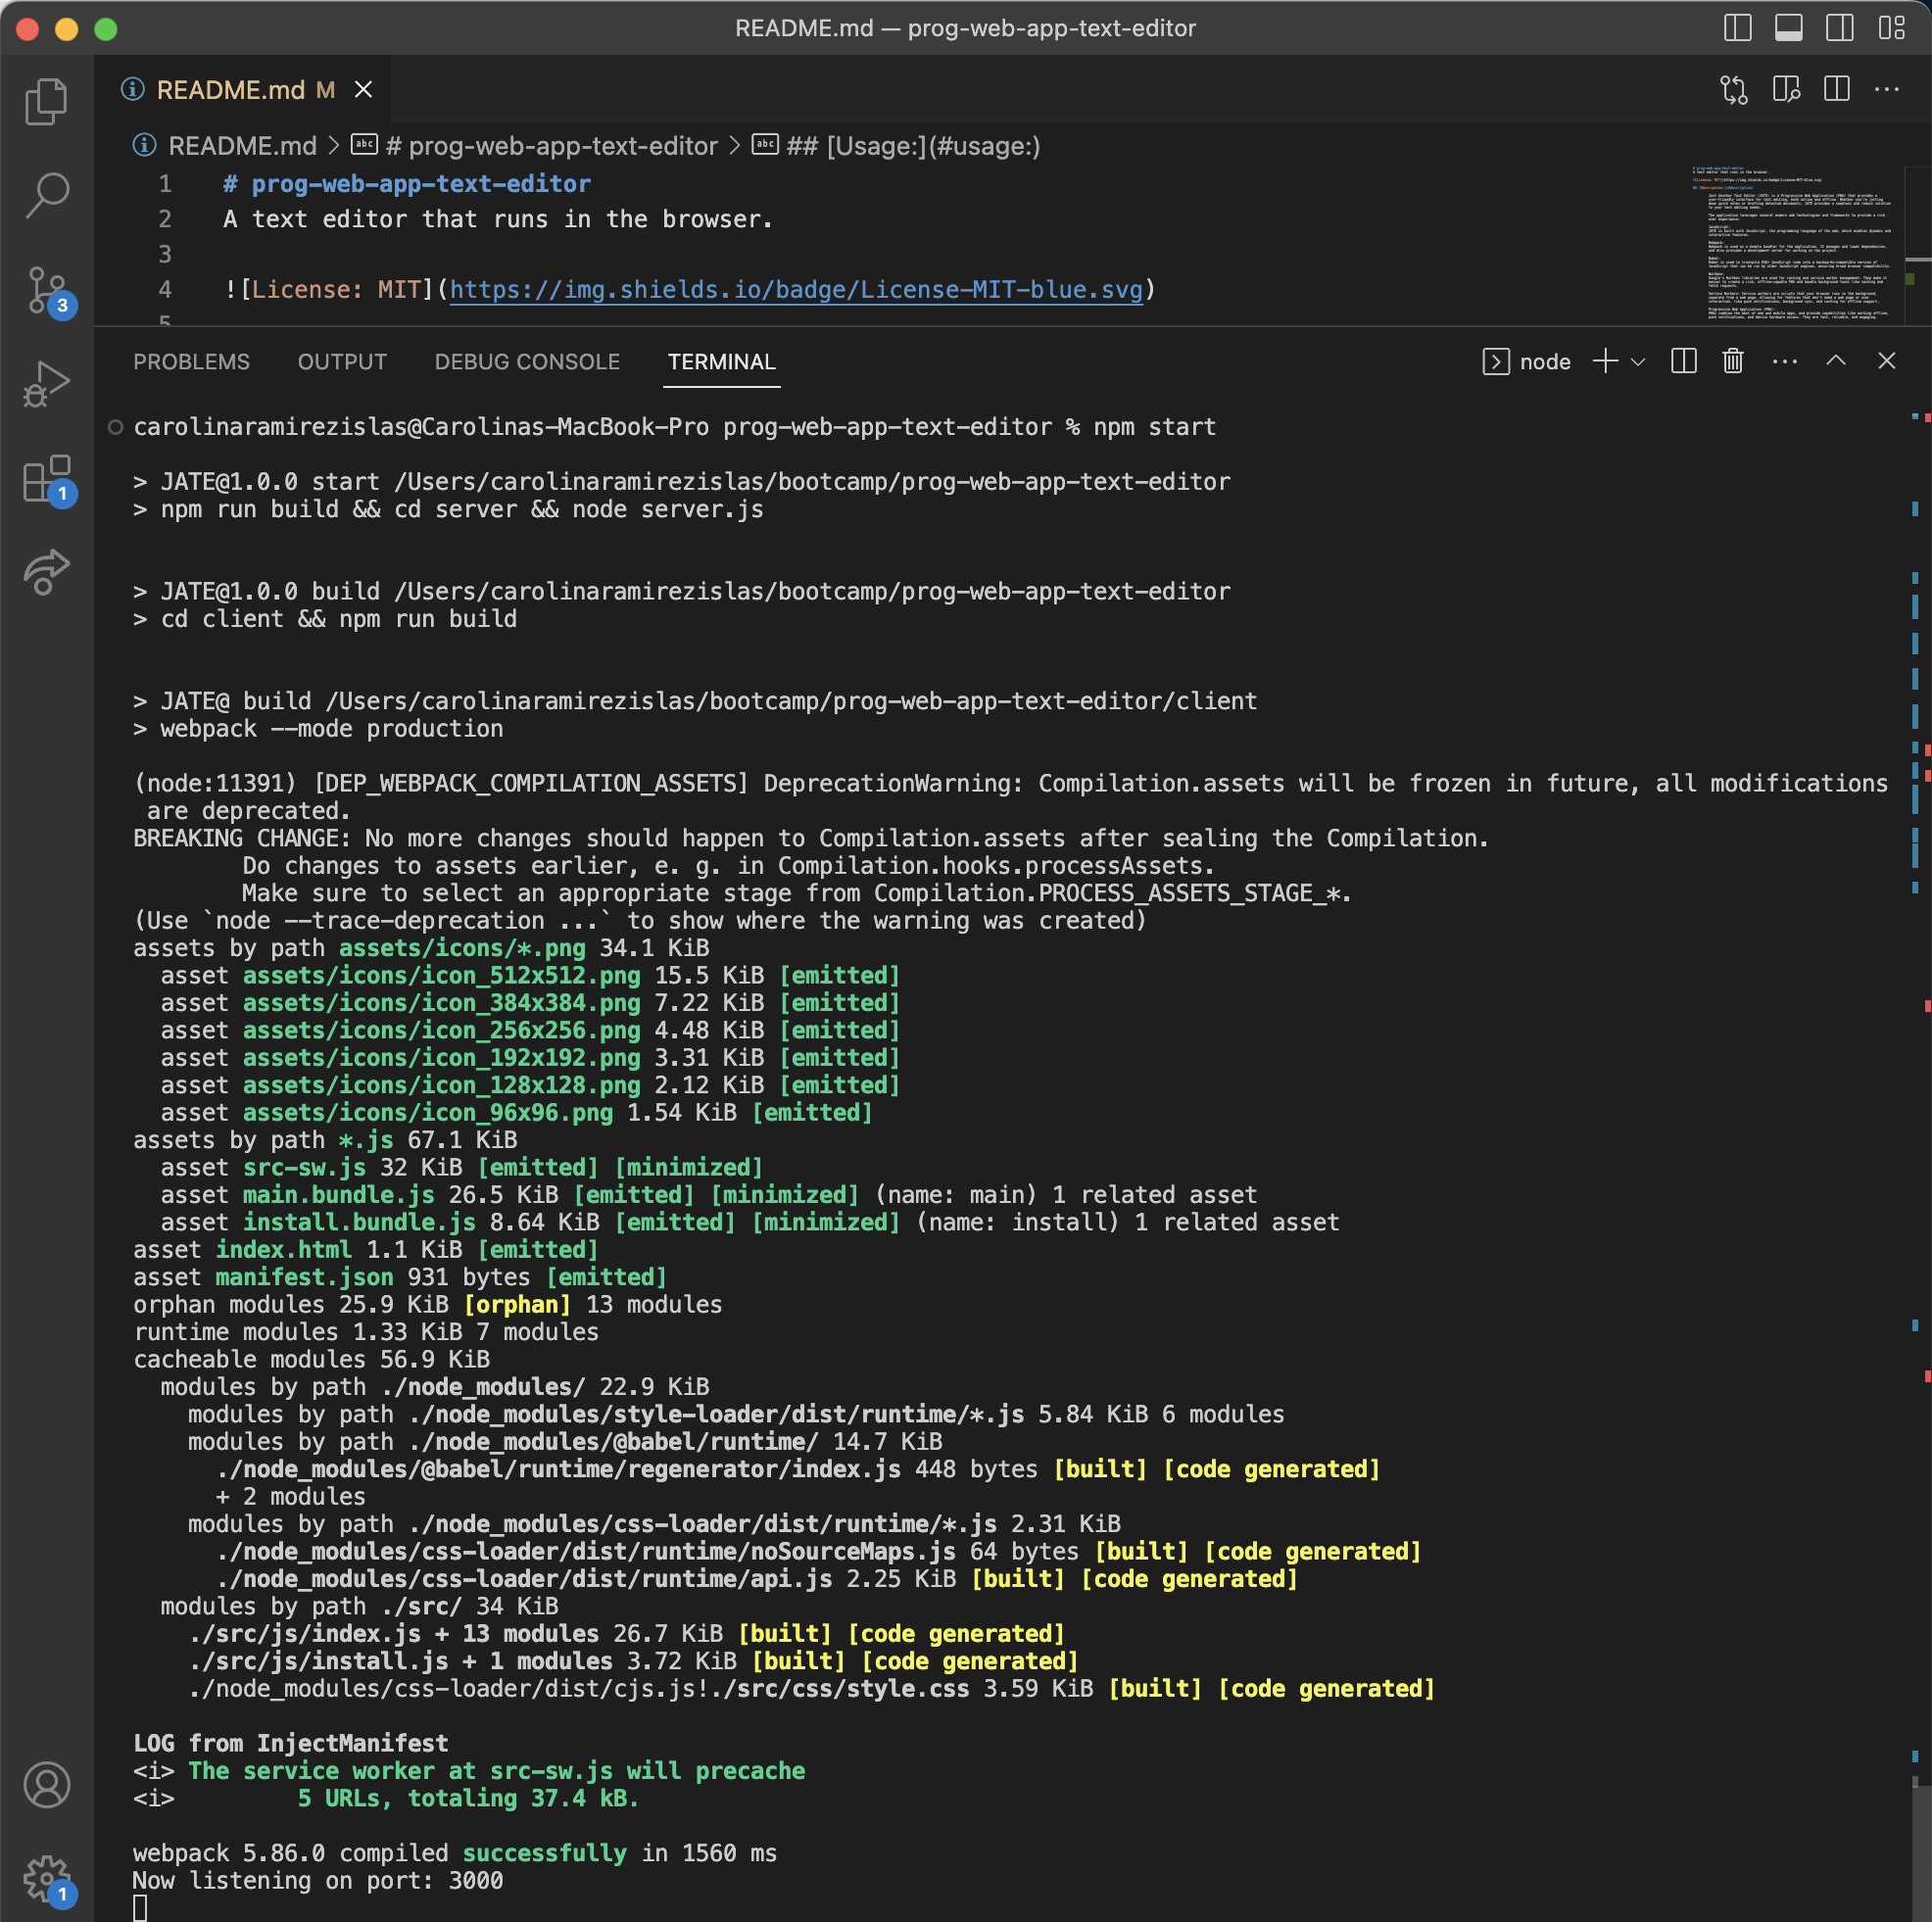 README.md — prog-web-app-text-editor
README.md M
README.md > # prog-web-app-text-editor > ## [Usage:](#usage:)
1 # prog-web-app-text-editor
2 A text editor that runs in the browser.
3
4 ![License: MIT](https://img.shields.io/badge/License-MIT-blue.svg)
5
3
1
PROBLEMS OUTPUT DEBUG CONSOLE TERMINAL node
carolinaramirezislas@Carolinas-MacBook-Pro prog-web-app-text-editor % npm start
> JATE@1.0.0 start /Users/carolinaramirezislas/bootcamp/prog-web-app-text-editor
> npm run build && cd server && node server.js
> JATE@1.0.0 build /Users/carolinaramirezislas/bootcamp/prog-web-app-text-editor
> cd client && npm run build
> JATE@ build /Users/carolinaramirezislas/bootcamp/prog-web-app-text-editor/client
> webpack --mode production
(node:11391) [DEP_WEBPACK_COMPILATION_ASSETS] DeprecationWarning: Compilation.assets will be frozen in future, all modifications
are deprecated.
BREAKING CHANGE: No more changes should happen to Compilation.assets after sealing the Compilation.
Do changes to assets earlier, e. g. in Compilation.hooks.processAssets.
Make sure to select an appropriate stage from Compilation.PROCESS_ASSETS_STAGE_*.
(Use `node --trace-deprecation ...` to show where the warning was created)
assets by path assets/icons/*.png 34.1 KiB
asset assets/icons/icon_512x512.png 15.5 KiB [emitted]
asset assets/icons/icon_384x384.png 7.22 KiB [emitted]
asset assets/icons/icon_256x256.png 4.48 KiB [emitted]
asset assets/icons/icon_192x192.png 3.31 KiB [emitted]
asset assets/icons/icon_128x128.png 2.12 KiB [emitted]
asset assets/icons/icon_96x96.png 1.54 KiB [emitted]
assets by path *.js 67.1 KiB
asset src-sw.js 32 KiB [emitted] [minimized]
asset main.bundle.js 26.5 KiB [emitted] [minimized] (name: main) 1 related asset
asset install.bundle.js 8.64 KiB [emitted] [minimized] (name: install) 1 related asset
asset index.html 1.1 KiB [emitted]
asset manifest.json 931 bytes [emitted]
orphan modules 25.9 KiB [orphan] 13 modules
runtime modules 1.33 KiB 7 modules
cacheable modules 56.9 KiB
modules by path ./node_modules/ 22.9 KiB
modules by path ./node_modules/style-loader/dist/runtime/*.js 5.84 KiB 6 modules
modules by path ./node_modules/@babel/runtime/ 14.7 KiB
./node_modules/@babel/runtime/regenerator/index.js 448 bytes [built] [code generated]
+ 2 modules
modules by path ./node_modules/css-loader/dist/runtime/*.js 2.31 KiB
./node_modules/css-loader/dist/runtime/noSourceMaps.js 64 bytes [built] [code generated]
./node_modules/css-loader/dist/runtime/api.js 2.25 KiB [built] [code generated]
modules by path ./src/ 34 KiB
./src/js/index.js + 13 modules 26.7 KiB [built] [code generated]
./src/js/install.js + 1 modules 3.72 KiB [built] [code generated]
./node_modules/css-loader/dist/cjs.js!./src/css/style.css 3.59 KiB [built] [code generated]
LOG from InjectManifest
<i> The service worker at src-sw.js will precache
<i> 5 URLs, totaling 37.4 kB.
webpack 5.86.0 compiled successfully in 1560 ms
Now listening on port: 3000
1